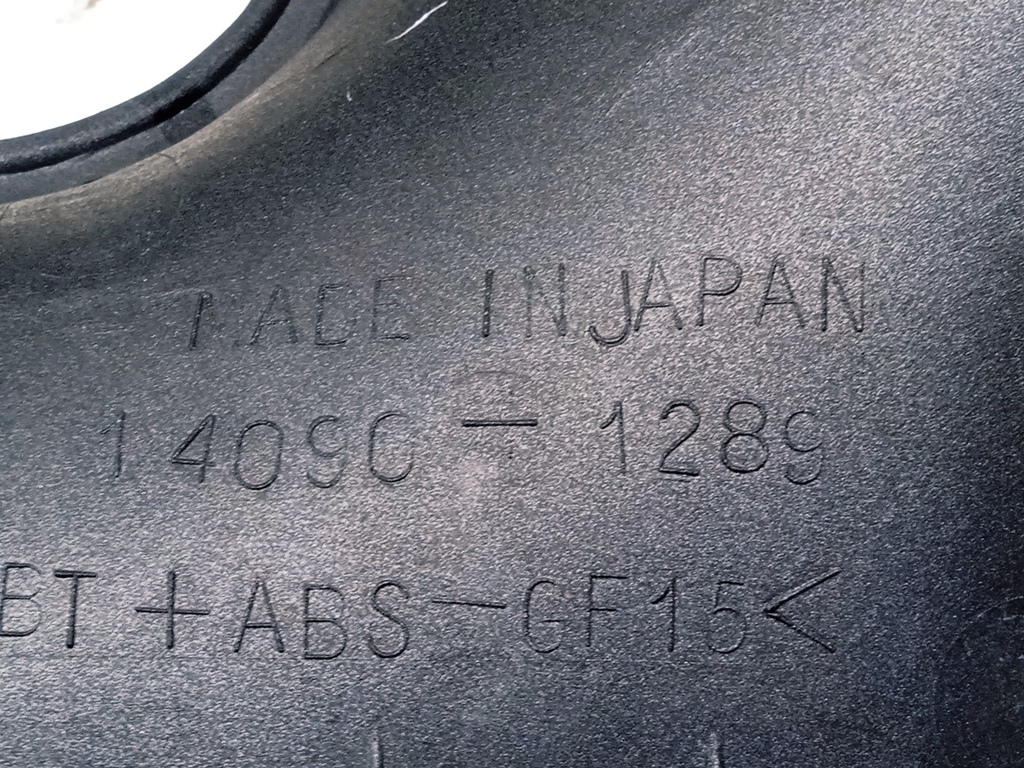 MADE IN JAPAN
14090-1289
BT+ABS-GF15<